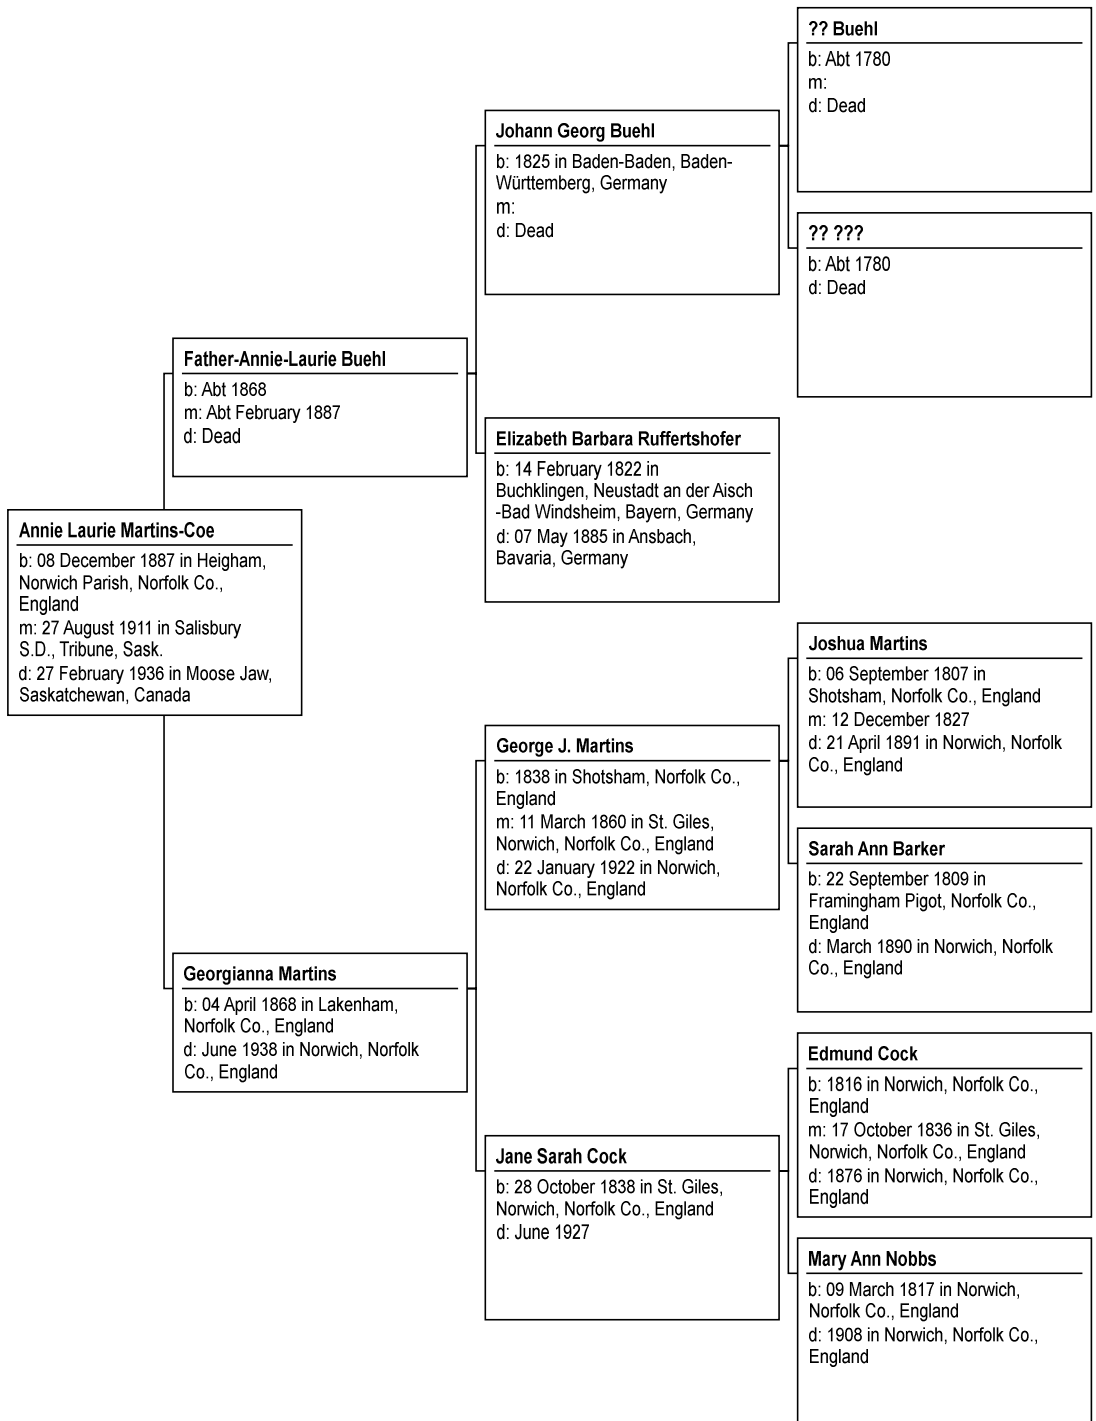 ?? Buehl
b: Abt 1780
m:
d: Dead
Johann Georg Buehl
b: 1825 in Baden-Baden, Baden-
Württemberg, Germany
m:
d: Dead
?? ???
b: Abt 1780
d: Dead
Father-Annie-Laurie Buehl
b: Abt 1868
m: Abt February 1887
d: Dead
Elizabeth Barbara Ruffertshofer
b: 14 February 1822 in
Buchklingen, Neustadt an der Aisch
-Bad Windsheim, Bayern, Germany
d: 07 May 1885 in Ansbach,
Bavaria, Germany
Annie Laurie Martins-Coe
b: 08 December 1887 in Heigham,
Norwich Parish, Norfolk Co.,
England
m: 27 August 1911 in Salisbury
S.D., Tribune, Sask.
d: 27 February 1936 in Moose Jaw,
Saskatchewan, Canada
Joshua Martins
b: 06 September 1807 in
Shotsham, Norfolk Co., England
m: 12 December 1827
d: 21 April 1891 in Norwich, Norfolk
Co., England
George J. Martins
b: 1838 in Shotsham, Norfolk Co.,
England
m: 11 March 1860 in St. Giles,
Norwich, Norfolk Co., England
d: 22 January 1922 in Norwich,
Norfolk Co., England
Sarah Ann Barker
b: 22 September 1809 in
Framingham Pigot, Norfolk Co.,
England
d: March 1890 in Norwich, Norfolk
Co., England
Georgianna Martins
b: 04 April 1868 in Lakenham,
Norfolk Co., England
d: June 1938 in Norwich, Norfolk
Co., England
Edmund Cock
b: 1816 in Norwich, Norfolk Co.,
England
m: 17 October 1836 in St. Giles,
Norwich, Norfolk Co., England
d: 1876 in Norwich, Norfolk Co.,
England
Jane Sarah Cock
b: 28 October 1838 in St. Giles,
Norwich, Norfolk Co., England
d: June 1927
Mary Ann Nobbs
b: 09 March 1817 in Norwich,
Norfolk Co., England
d: 1908 in Norwich, Norfolk Co.,
England